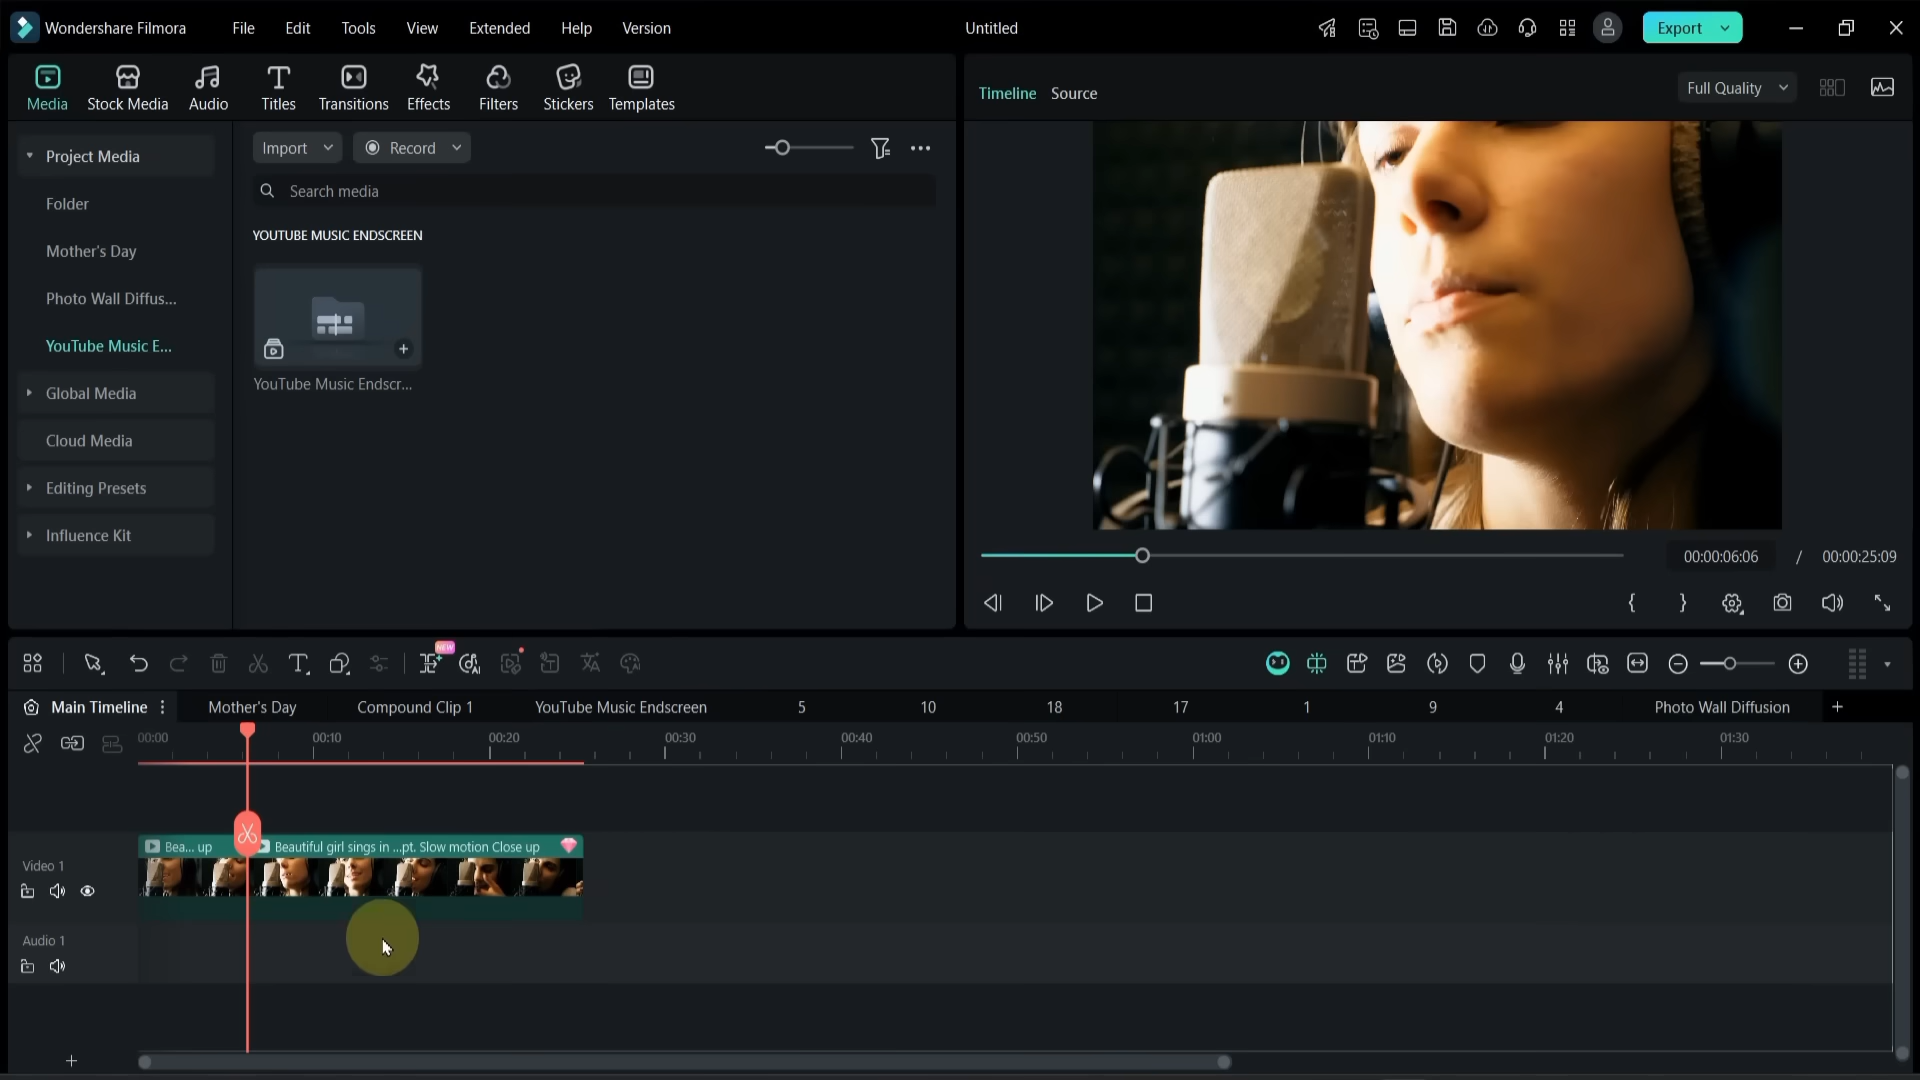 Wondershare Filmora
File
Edit
Tools
View
Extended
Help
Version
Untitled
Export
Media
Stock Media
Audio
Titles
Transitions
Effects
Filters
Stickers
Templates
Timeline
Source
Full Quality
Project Media
Folder
Mother's Day
Photo Wall Diffus...
YouTube Music E...
Global Media
Cloud Media
Editing Presets
Influence Kit
Import
Record
Search media
YOUTUBE MUSIC ENDSCREEN
YouTube Music Endscr...
00:00:06:06 / 00:00:25:09
NEW
Main Timeline
Mother's Day
Compound Clip 1
YouTube Music Endscreen
5
10
18
17
1
9
4
Photo Wall Diffusion
00:00
00:10
00:20
00:30
00:40
00:50
01:00
01:10
01:20
01:30
Video 1
Bea... up
Beautiful girl sings in ...pt. Slow motion Close up
Audio 1